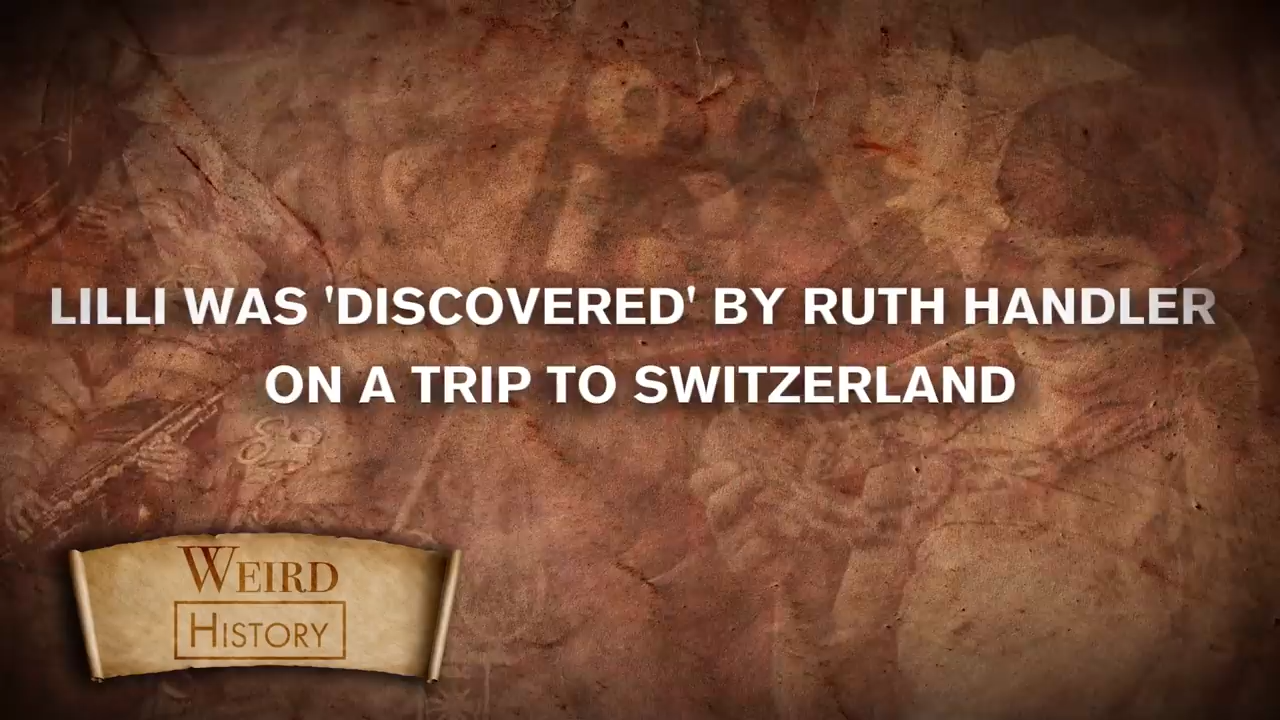 LILLI WAS 'DISCOVERED' BY RUTH HANDLER
ON A TRIP TO SWITZERLAND
WEIRD
HISTORY